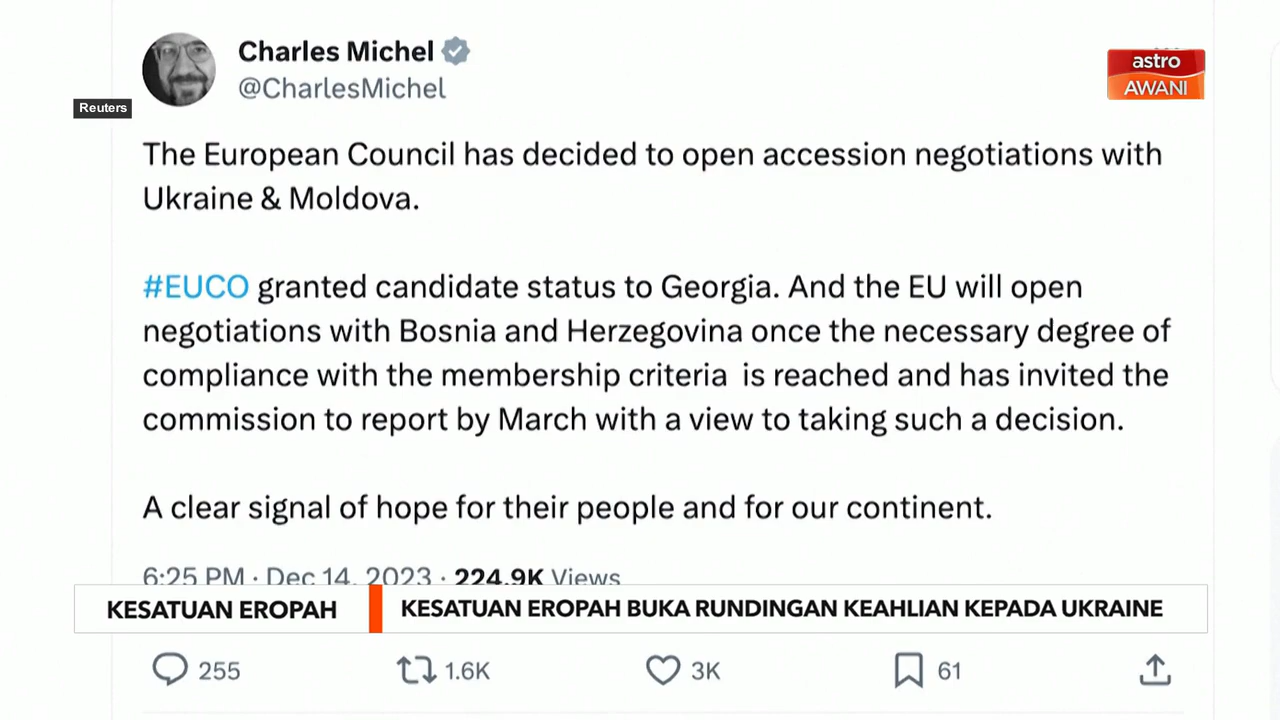 Charles Michel
@CharlesMichel
Reuters
astro
AWANI
The European Council has decided to open accession negotiations with
Ukraine & Moldova.
#EUCO granted candidate status to Georgia. And the EU will open
negotiations with Bosnia and Herzegovina once the necessary degree of
compliance with the membership criteria  is reached and has invited the
commission to report by March with a view to taking such a decision.
A clear signal of hope for their people and for our continent.
6:25 PM · Dec 14, 2023 · 224.9K Views
KESATUAN EROPAH
KESATUAN EROPAH BUKA RUNDINGAN KEAHLIAN KEPADA UKRAINE
255 1.6K 3K 61